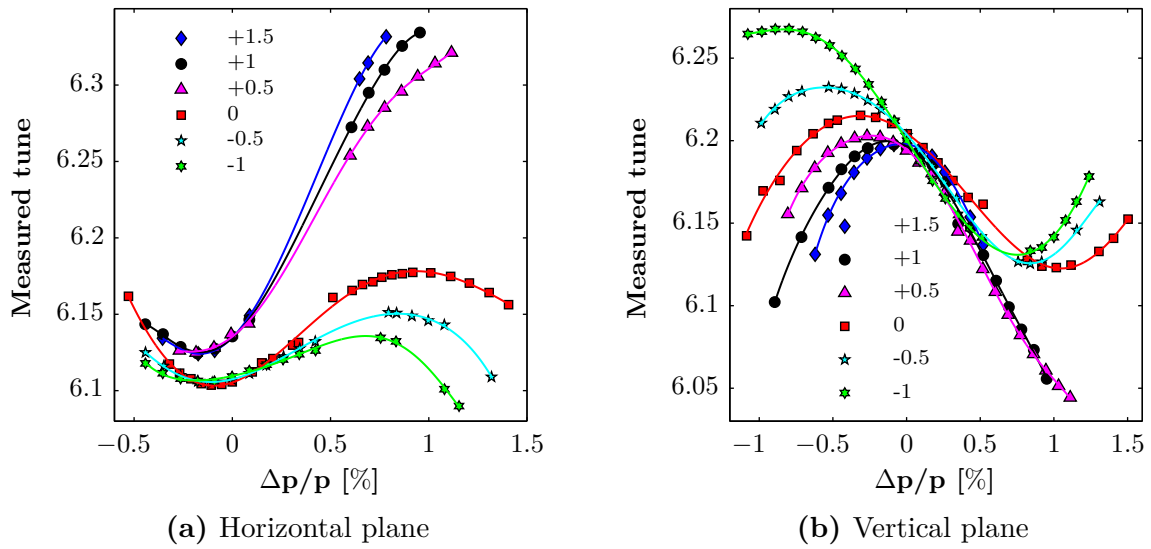 +1.5
+1
+0.5
0
-0.5
-1
6.3
6.25
6.2
6.15
6.1
Measured tune
−0.5 0 0.5 1 1.5
Δp/p [%]
(a) Horizontal plane
6.25
6.2
6.15
6.1
6.05
Measured tune
+1.5
+1
+0.5
0
-0.5
-1
−1 −0.5 0 0.5 1 1.5
Δp/p [%]
(b) Vertical plane